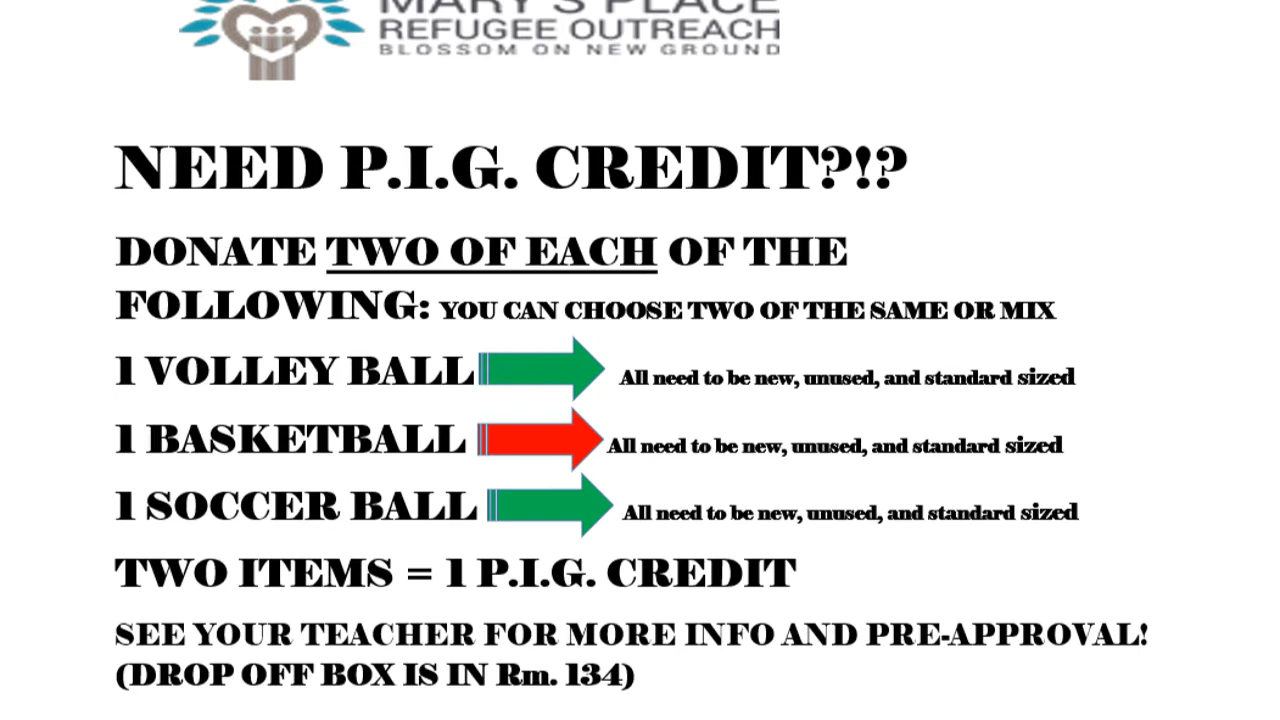 MARY'S PLACE
REFUGEE OUTREACH
BLOSSOM ON NEW GROUND
NEED P.I.G. CREDIT?!?
DONATE TWO OF EACH OF THE
FOLLOWING: YOU CAN CHOOSE TWO OF THE SAME OR MIX
1 VOLLEY BALL All need to be new, unused, and standard sized
1 BASKETBALL All need to be new, unused, and standard sized
1 SOCCER BALL All need to be new, unused, and standard sized
TWO ITEMS = 1 P.I.G. CREDIT
SEE YOUR TEACHER FOR MORE INFO AND PRE-APPROVAL!
(DROP OFF BOX IS IN Rm. 134)